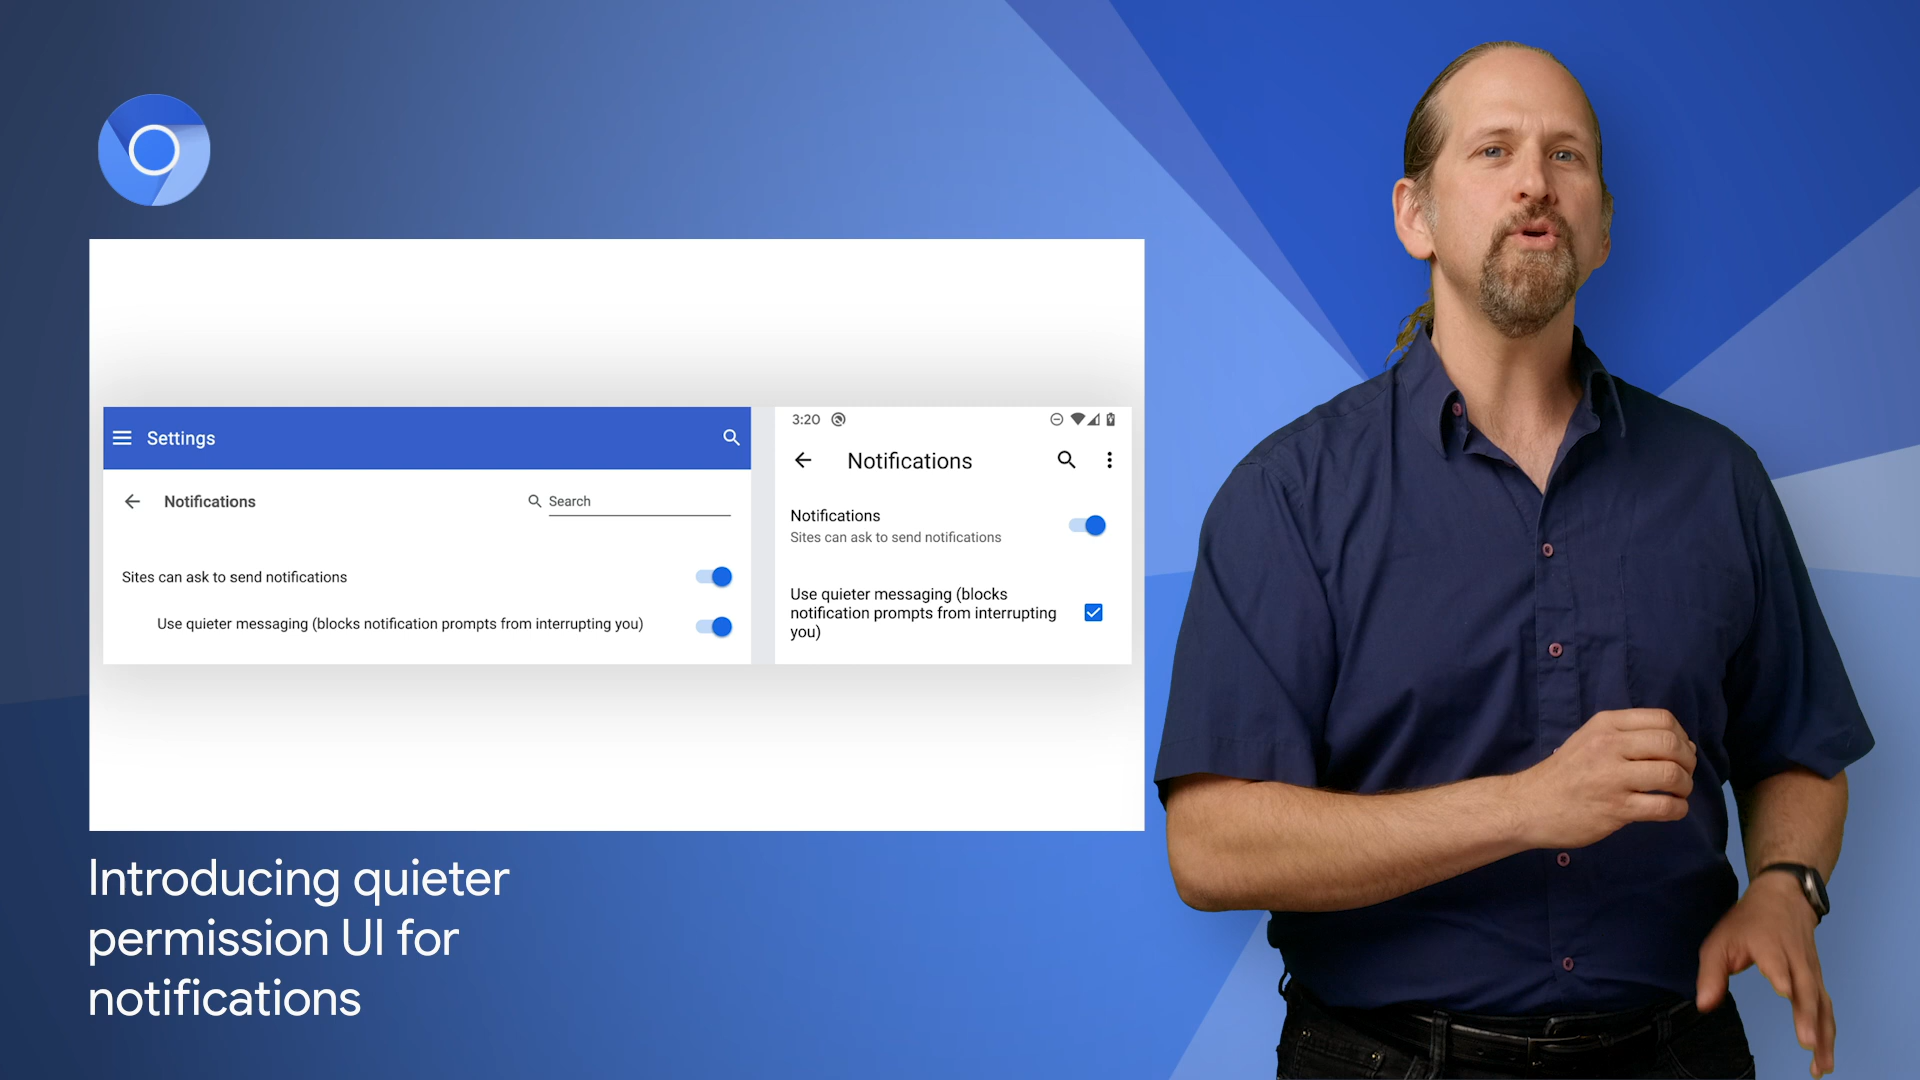 Settings
Notifications
Search
Sites can ask to send notifications
Use quieter messaging (blocks notification prompts from interrupting you)
3:20
Notifications
Notifications
Sites can ask to send notifications
Use quieter messaging (blocks
notification prompts from interrupting
you)
Introducing quieter
permission UI for
notifications